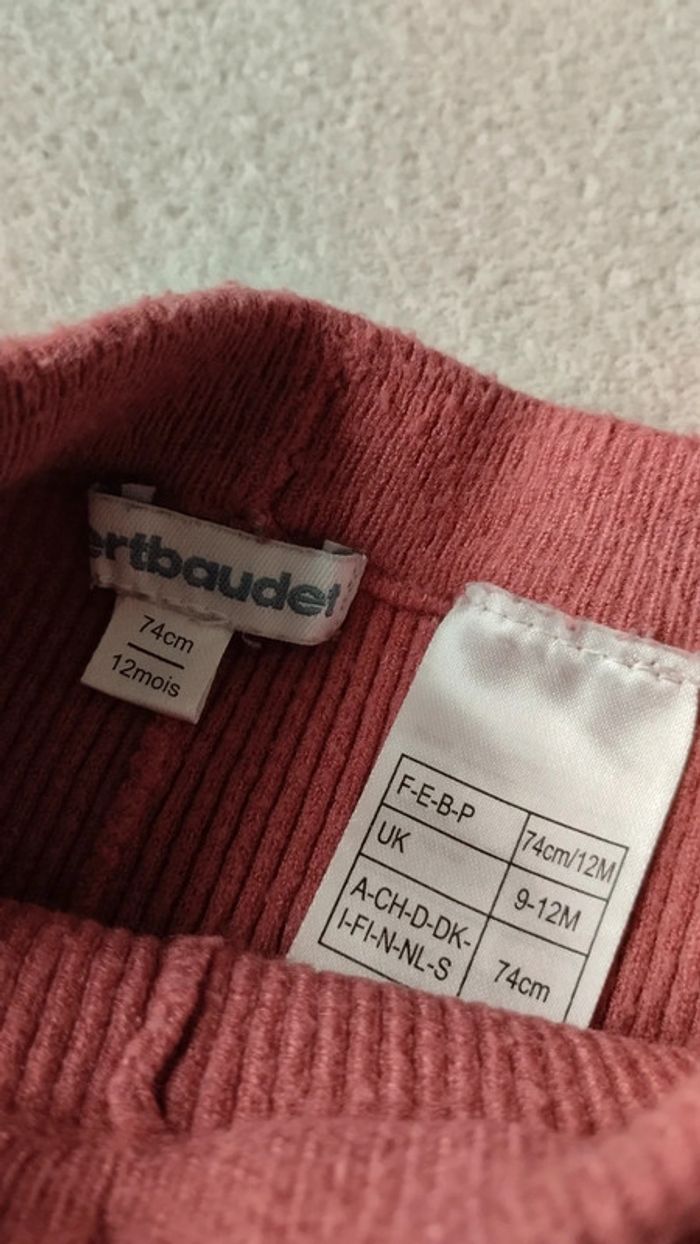 ertbaudet
74cm
12mois
F-E-B-P
74cm/12M
UK
9-12M
A-CH-D-DK-
I-FI-N-NL-S
74cm